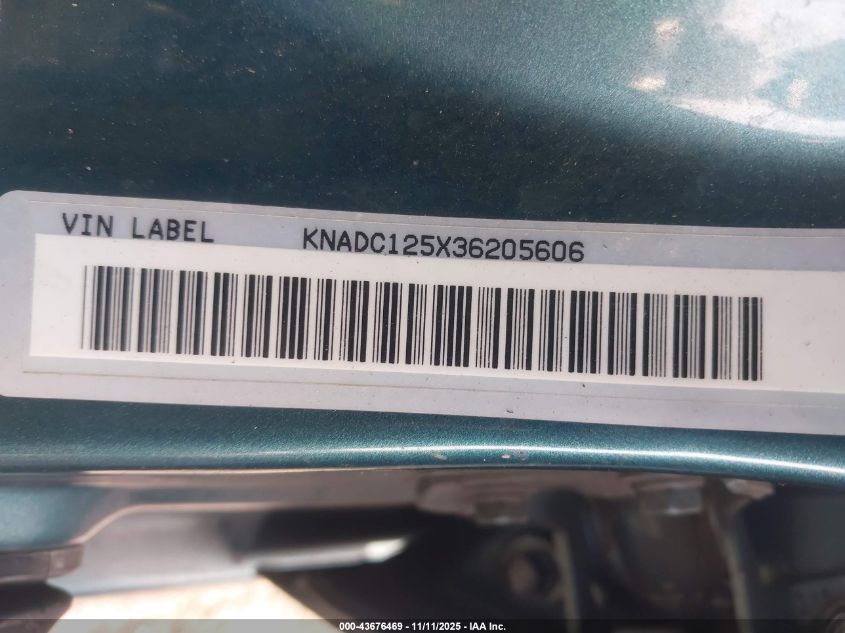 VIN LABEL KNADC125X36205606
000-43676469 - 11/11/2025 - IAA Inc.